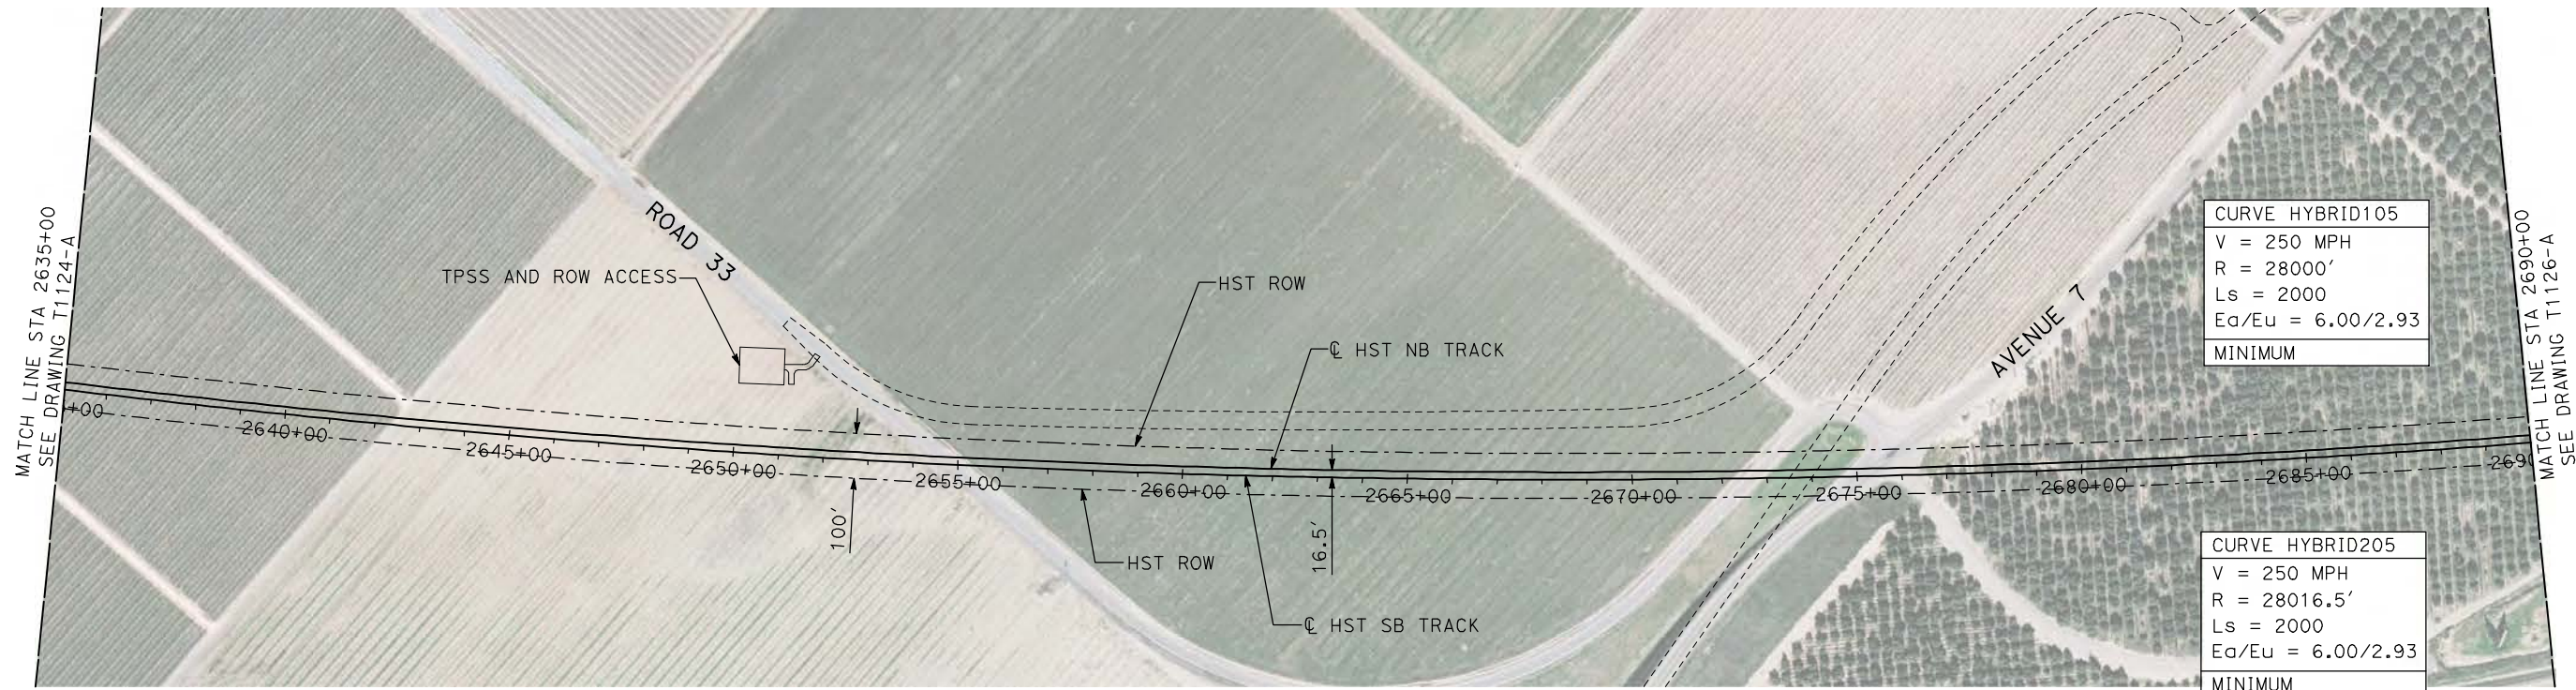 MATCH LINE STA 2635+00
SEE DRAWING T1124-A
ROAD 33
TPSS AND ROW ACCESS
HST ROW
℄ HST NB TRACK
AVENUE 7
CURVE HYBRID105
V = 250 MPH
R = 28000'
Ls = 2000
Ea/Eu = 6.00/2.93
MINIMUM
MATCH LINE STA 2690+00
SEE DRAWING T1126-A
+00
2640+00
2645+00
2650+00
2655+00
2660+00
2665+00
2670+00
2675+00
2680+00
2685+00
2690
100'
16.5'
HST ROW
℄ HST SB TRACK
CURVE HYBRID205
V = 250 MPH
R = 28016.5'
Ls = 2000
Ea/Eu = 6.00/2.93
MINIMUM